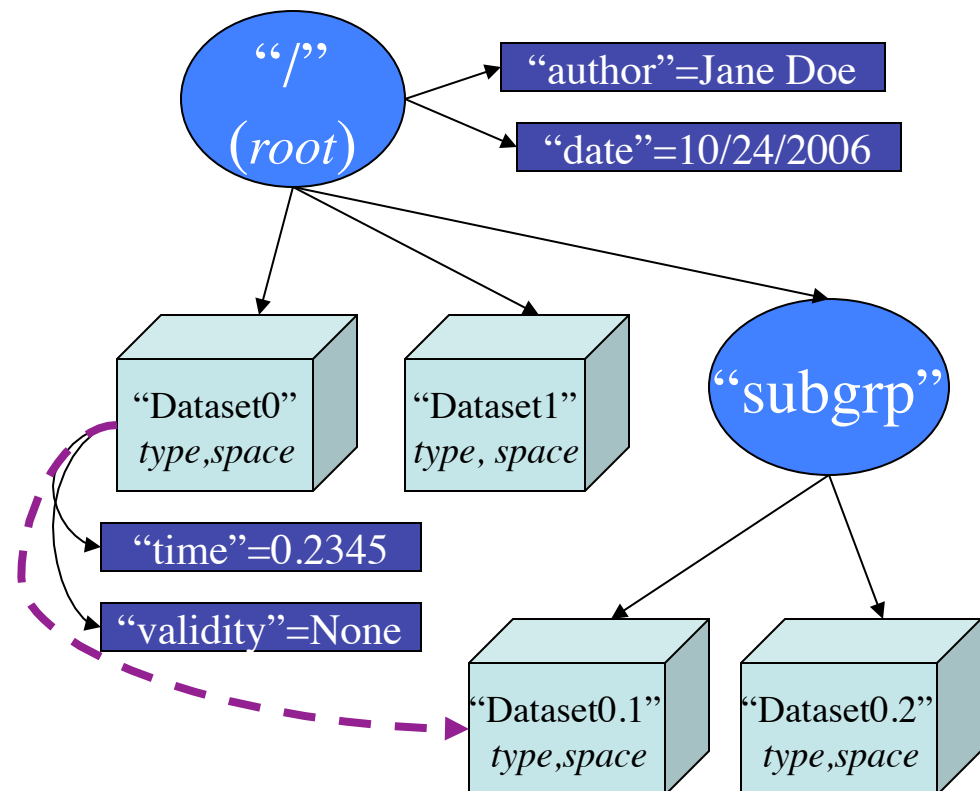 “/”
(root)
“author”=Jane Doe
“date”=10/24/2006
“Dataset0”
type,space
“Dataset1”
type, space
“subgrp”
“time”=0.2345
“validity”=None
“Dataset0.1”
type,space
“Dataset0.2”
type,space